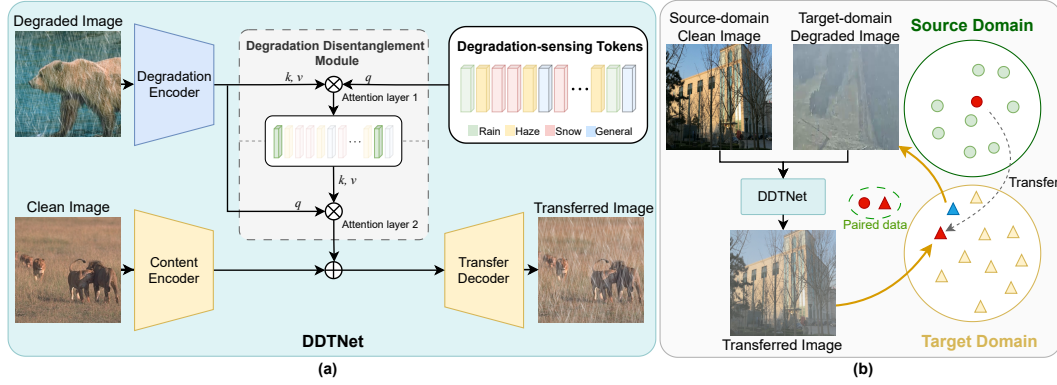 Degraded Image
Degradation
Encoder
Degradation Disentanglement
Module
k, v
q
Attention layer 1
...
k, v
q
Attention layer 2
Degradation-sensing Tokens
...
Rain
Haze
Snow
General
Clean Image
Content
Encoder
Transfer
Decoder
Transferred Image
DDTNet
(a)
Source-domain
Clean Image
Target-domain
Degraded Image
Source Domain
DDTNet
Paired data
Transfer
Transferred Image
Target Domain
(b)